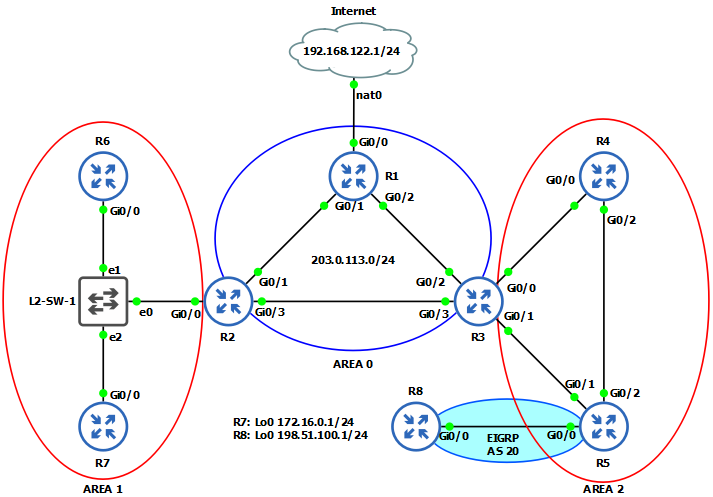 Internet
192.168.122.1/24
nat0
Gi0/0
R1
Gi0/1
Gi0/2
R6
Gi0/0
e1
L2-SW-1
e0
e2
Gi0/0
R7
AREA 1
203.0.113.0/24
Gi0/1
Gi0/2
Gi0/0
R2
Gi0/3
Gi0/3
R3
AREA 0
R4
Gi0/0
Gi0/2
Gi0/0
Gi0/1
Gi0/1
Gi0/2
R8
Gi0/0
EIGRP
AS 20
Gi0/0
R5
R7: Lo0 172.16.0.1/24
R8: Lo0 198.51.100.1/24
AREA 2